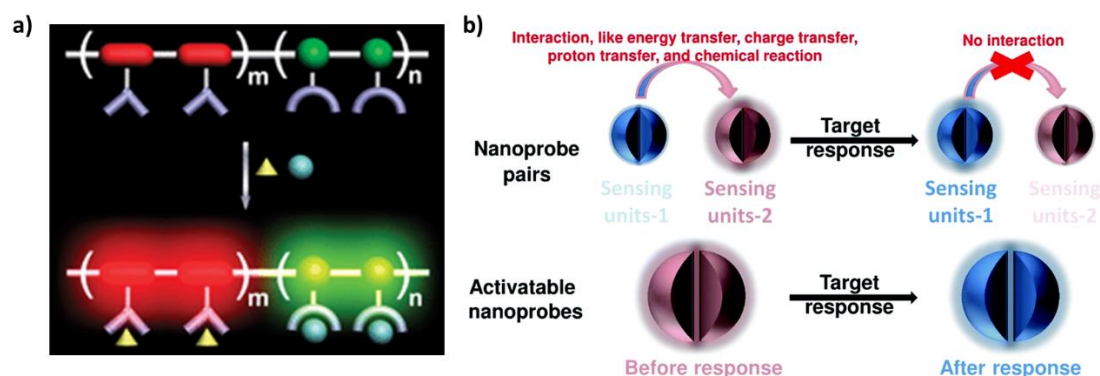 a)
( ) m ( ) n
( ) m ( ) n
b)
Interaction, like energy transfer, charge transfer,
proton transfer, and chemical reaction
No interaction
Nanoprobe
pairs
Target
response
Sensing
units-1
Sensing
units-2
Sensing
units-1
Sensing
units-2
Activatable
nanoprobes
Target
response
Before response
After response